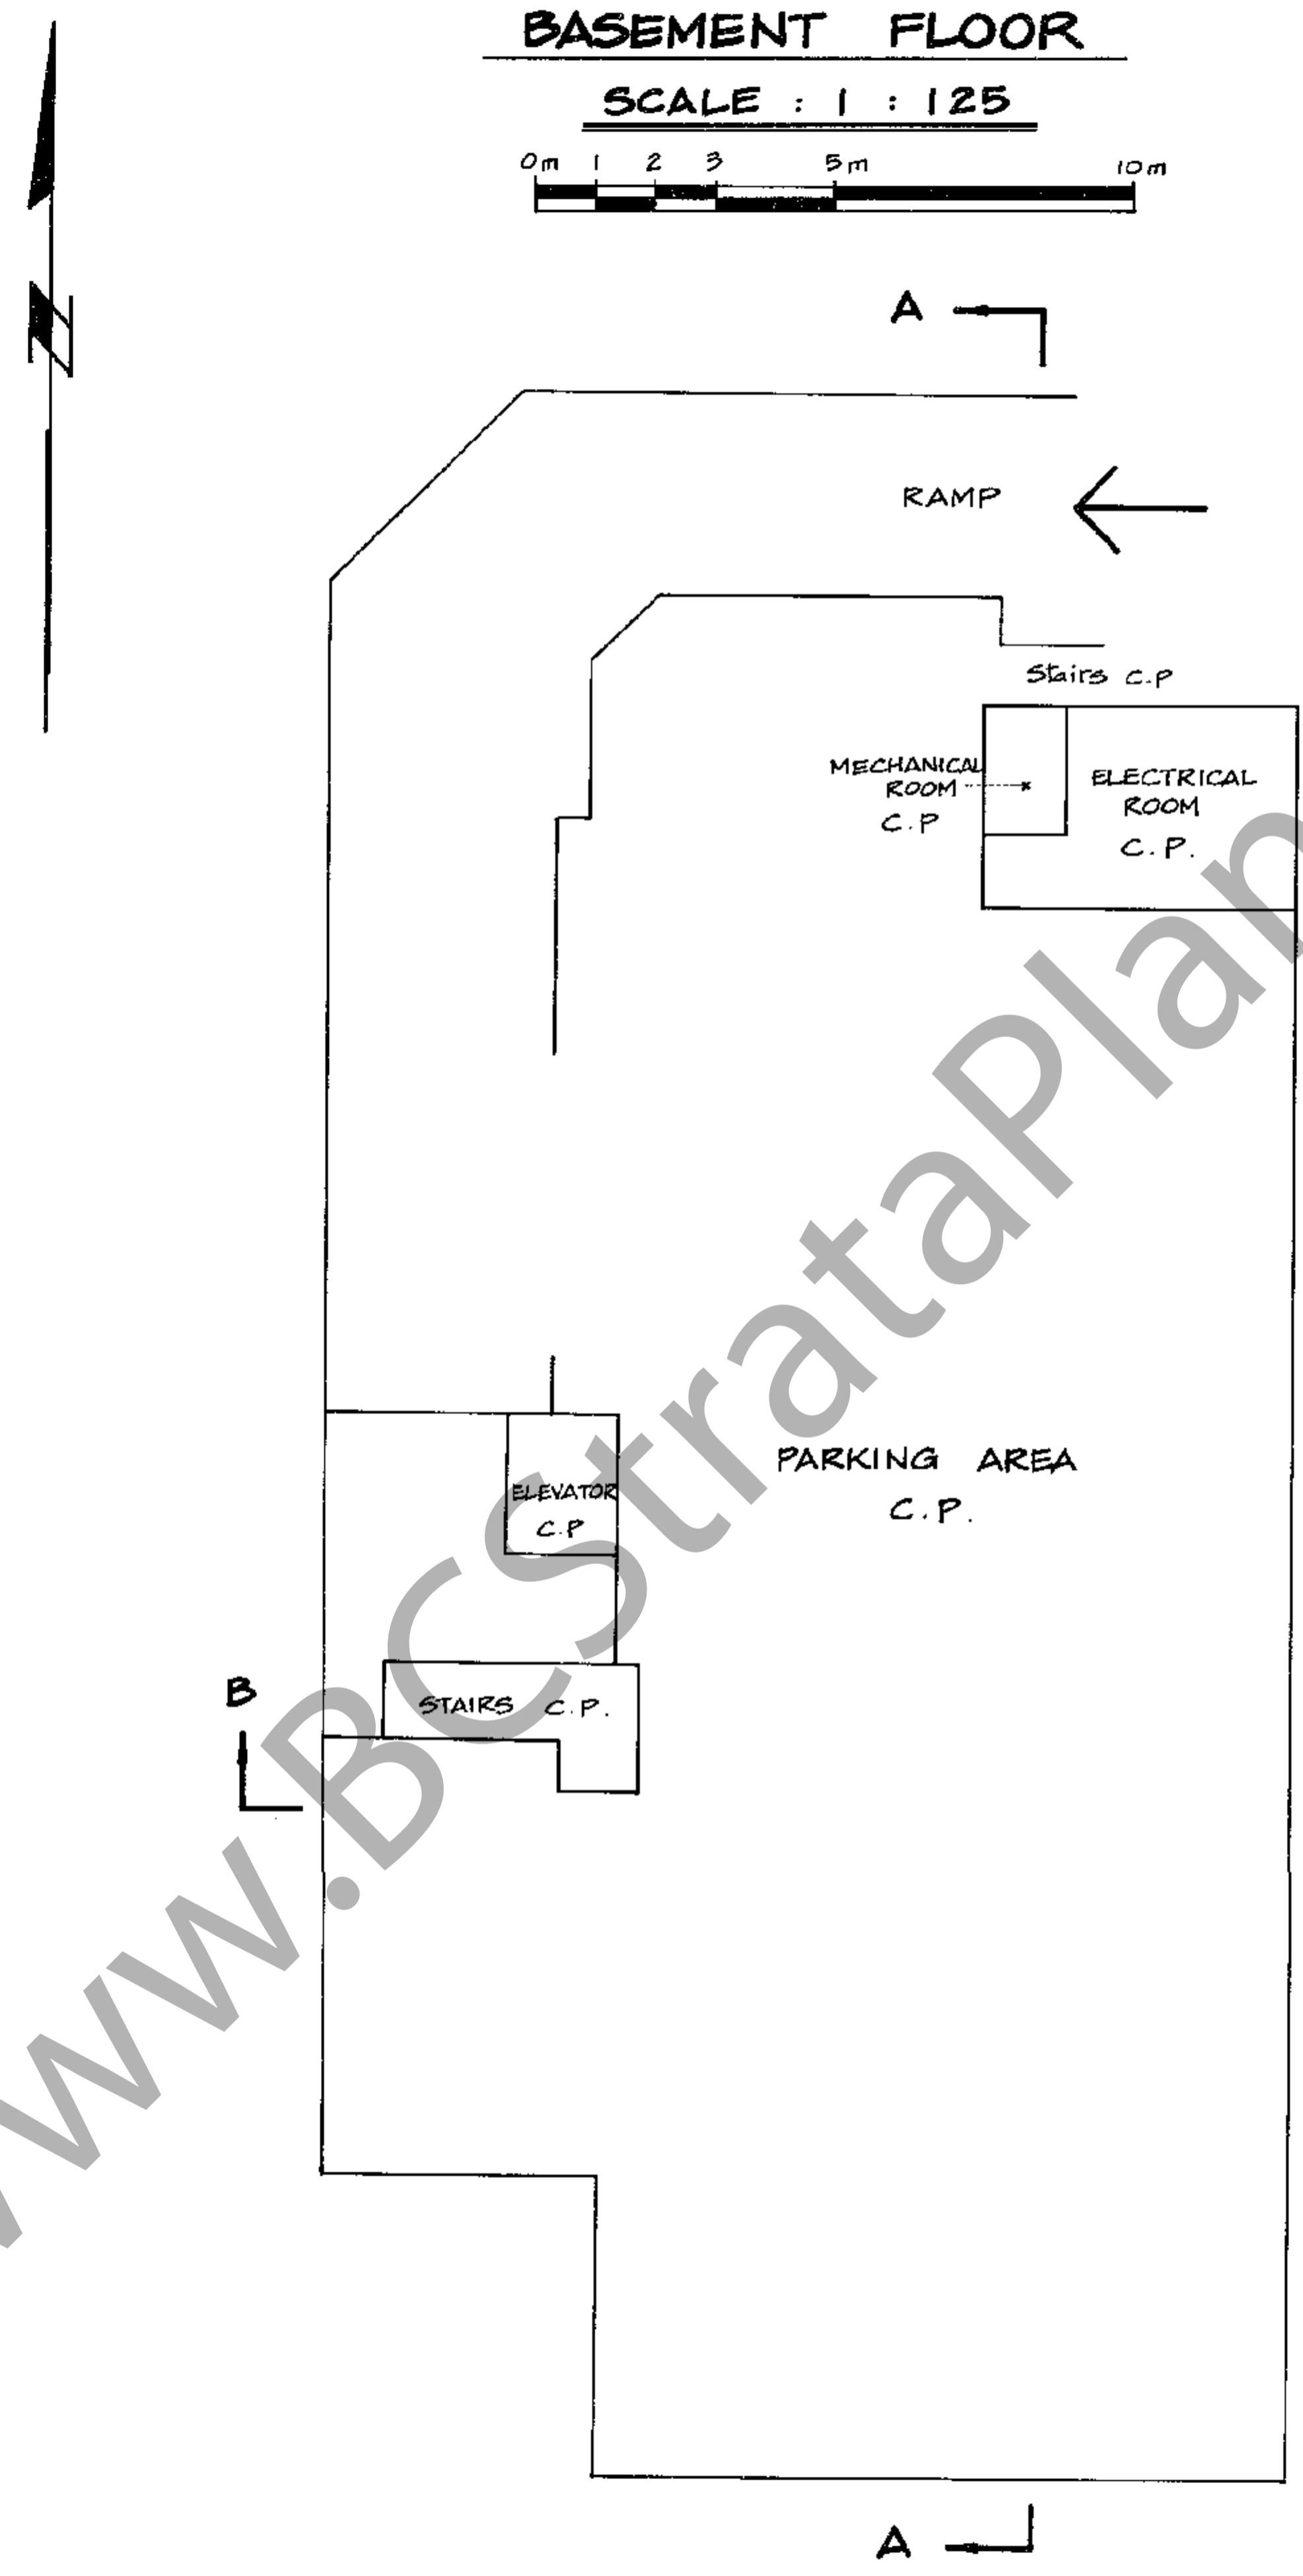 BASEMENT FLOOR
SCALE : 1 : 125
0m 1 2 3 5m 10m
N
A
RAMP
Stairs C.P
MECHANICAL
ROOM
C.P
ELECTRICAL
ROOM
C.P.
PARKING AREA
C.P.
ELEVATOR
C.P
B
STAIRS C.P.
A
www.BCStrataPlan